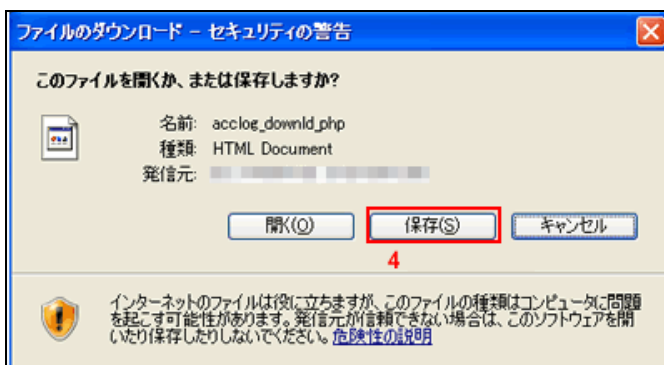 ファイルのダウンロード - セキュリティの警告
このファイルを開くか、または保存しますか?
名前: acclog_downld_php
種類: HTML Document
発信元:
開く(O) 保存(S) キャンセル
4
インターネットのファイルは役に立ちますが、このファイルの種類はコンピュータに問題
を起こす可能性があります。発信元が信頼できない場合は、このソフトウェアを開
いたり保存したりしないでください。危険性の説明